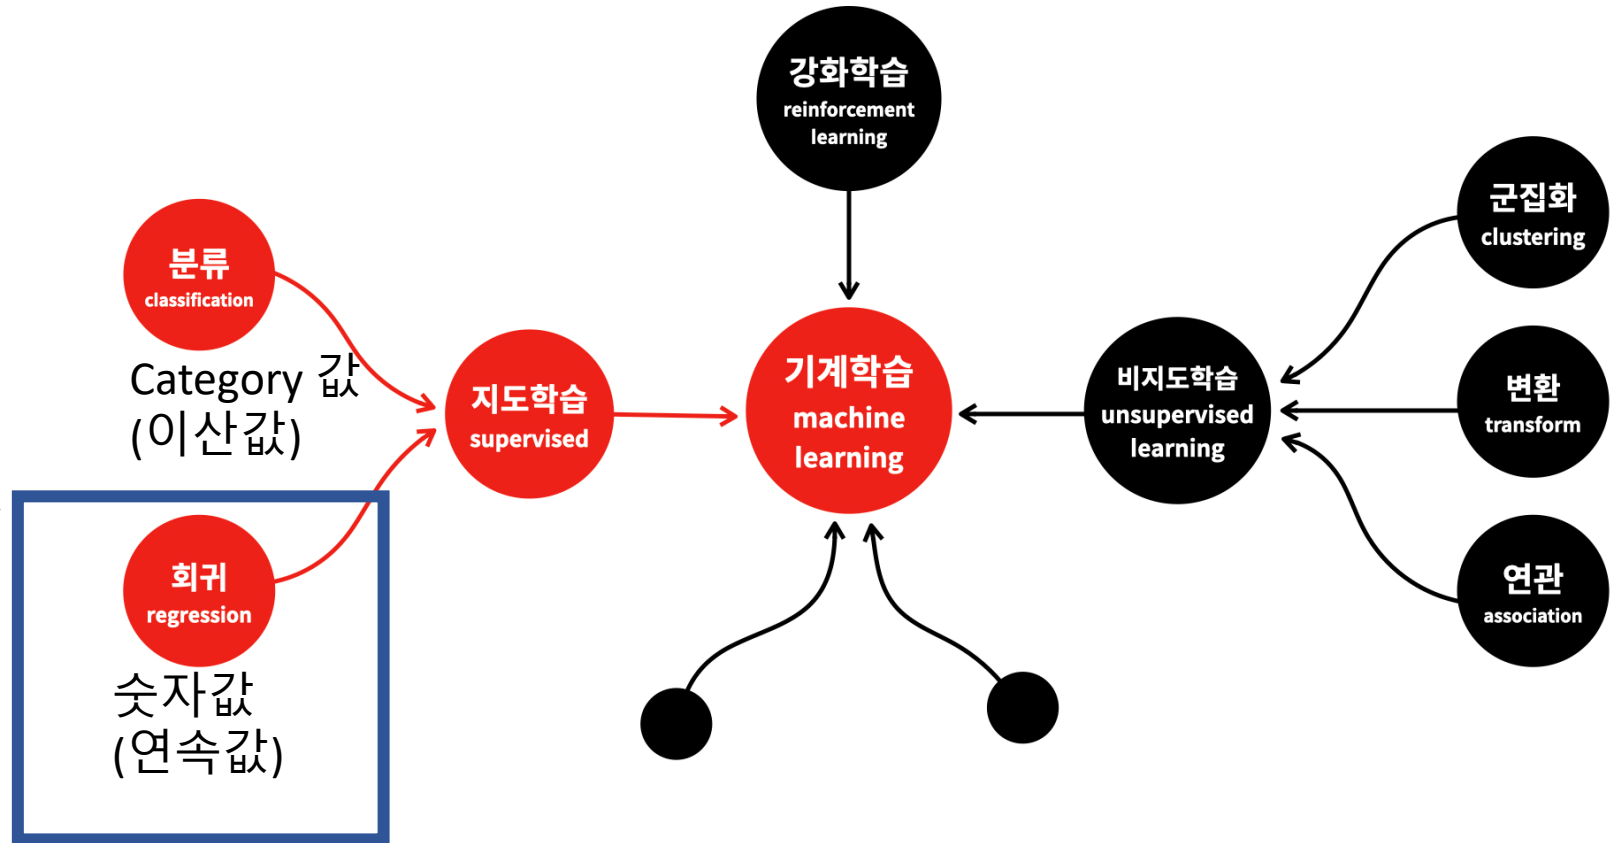 강화학습
reinforcement
learning
분류
classification
Category 값
(이산값)
지도학습
supervised
회귀
regression
숫자값
(연속값)
기계학습
machine
learning
비지도학습
unsupervised
learning
군집화
clustering
변환
transform
연관
association